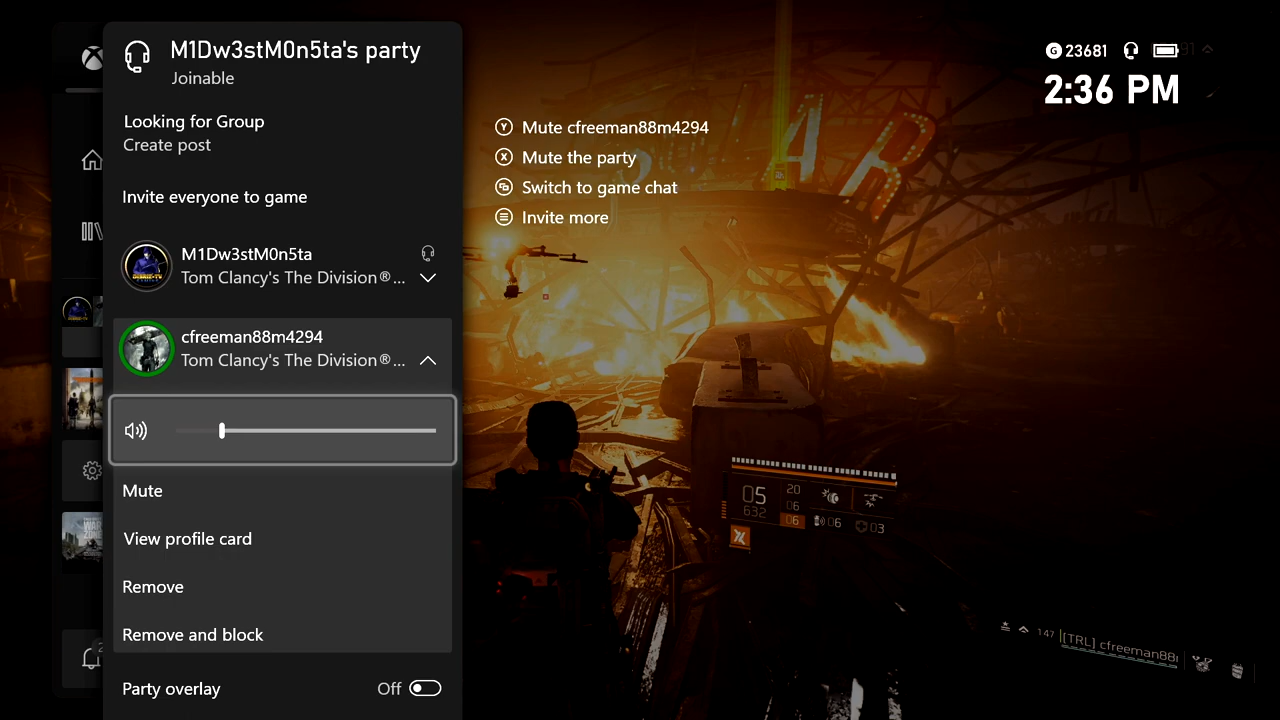 M1Dw3stM0n5ta's party
Joinable
Looking for Group
Create post
Invite everyone to game
M1Dw3stM0n5ta
Tom Clancy's The Division®...
cfreeman88m4294
Tom Clancy's The Division®...
Mute
View profile card
Remove
Remove and block
Party overlay
Off
Y Mute cfreeman88m4294
X Mute the party
Switch to game chat
Invite more
G 23681
2:36 PM
AR
05
632
20
06
06
06
03
147 [TRL] cfreeman88
WAR
ZONE